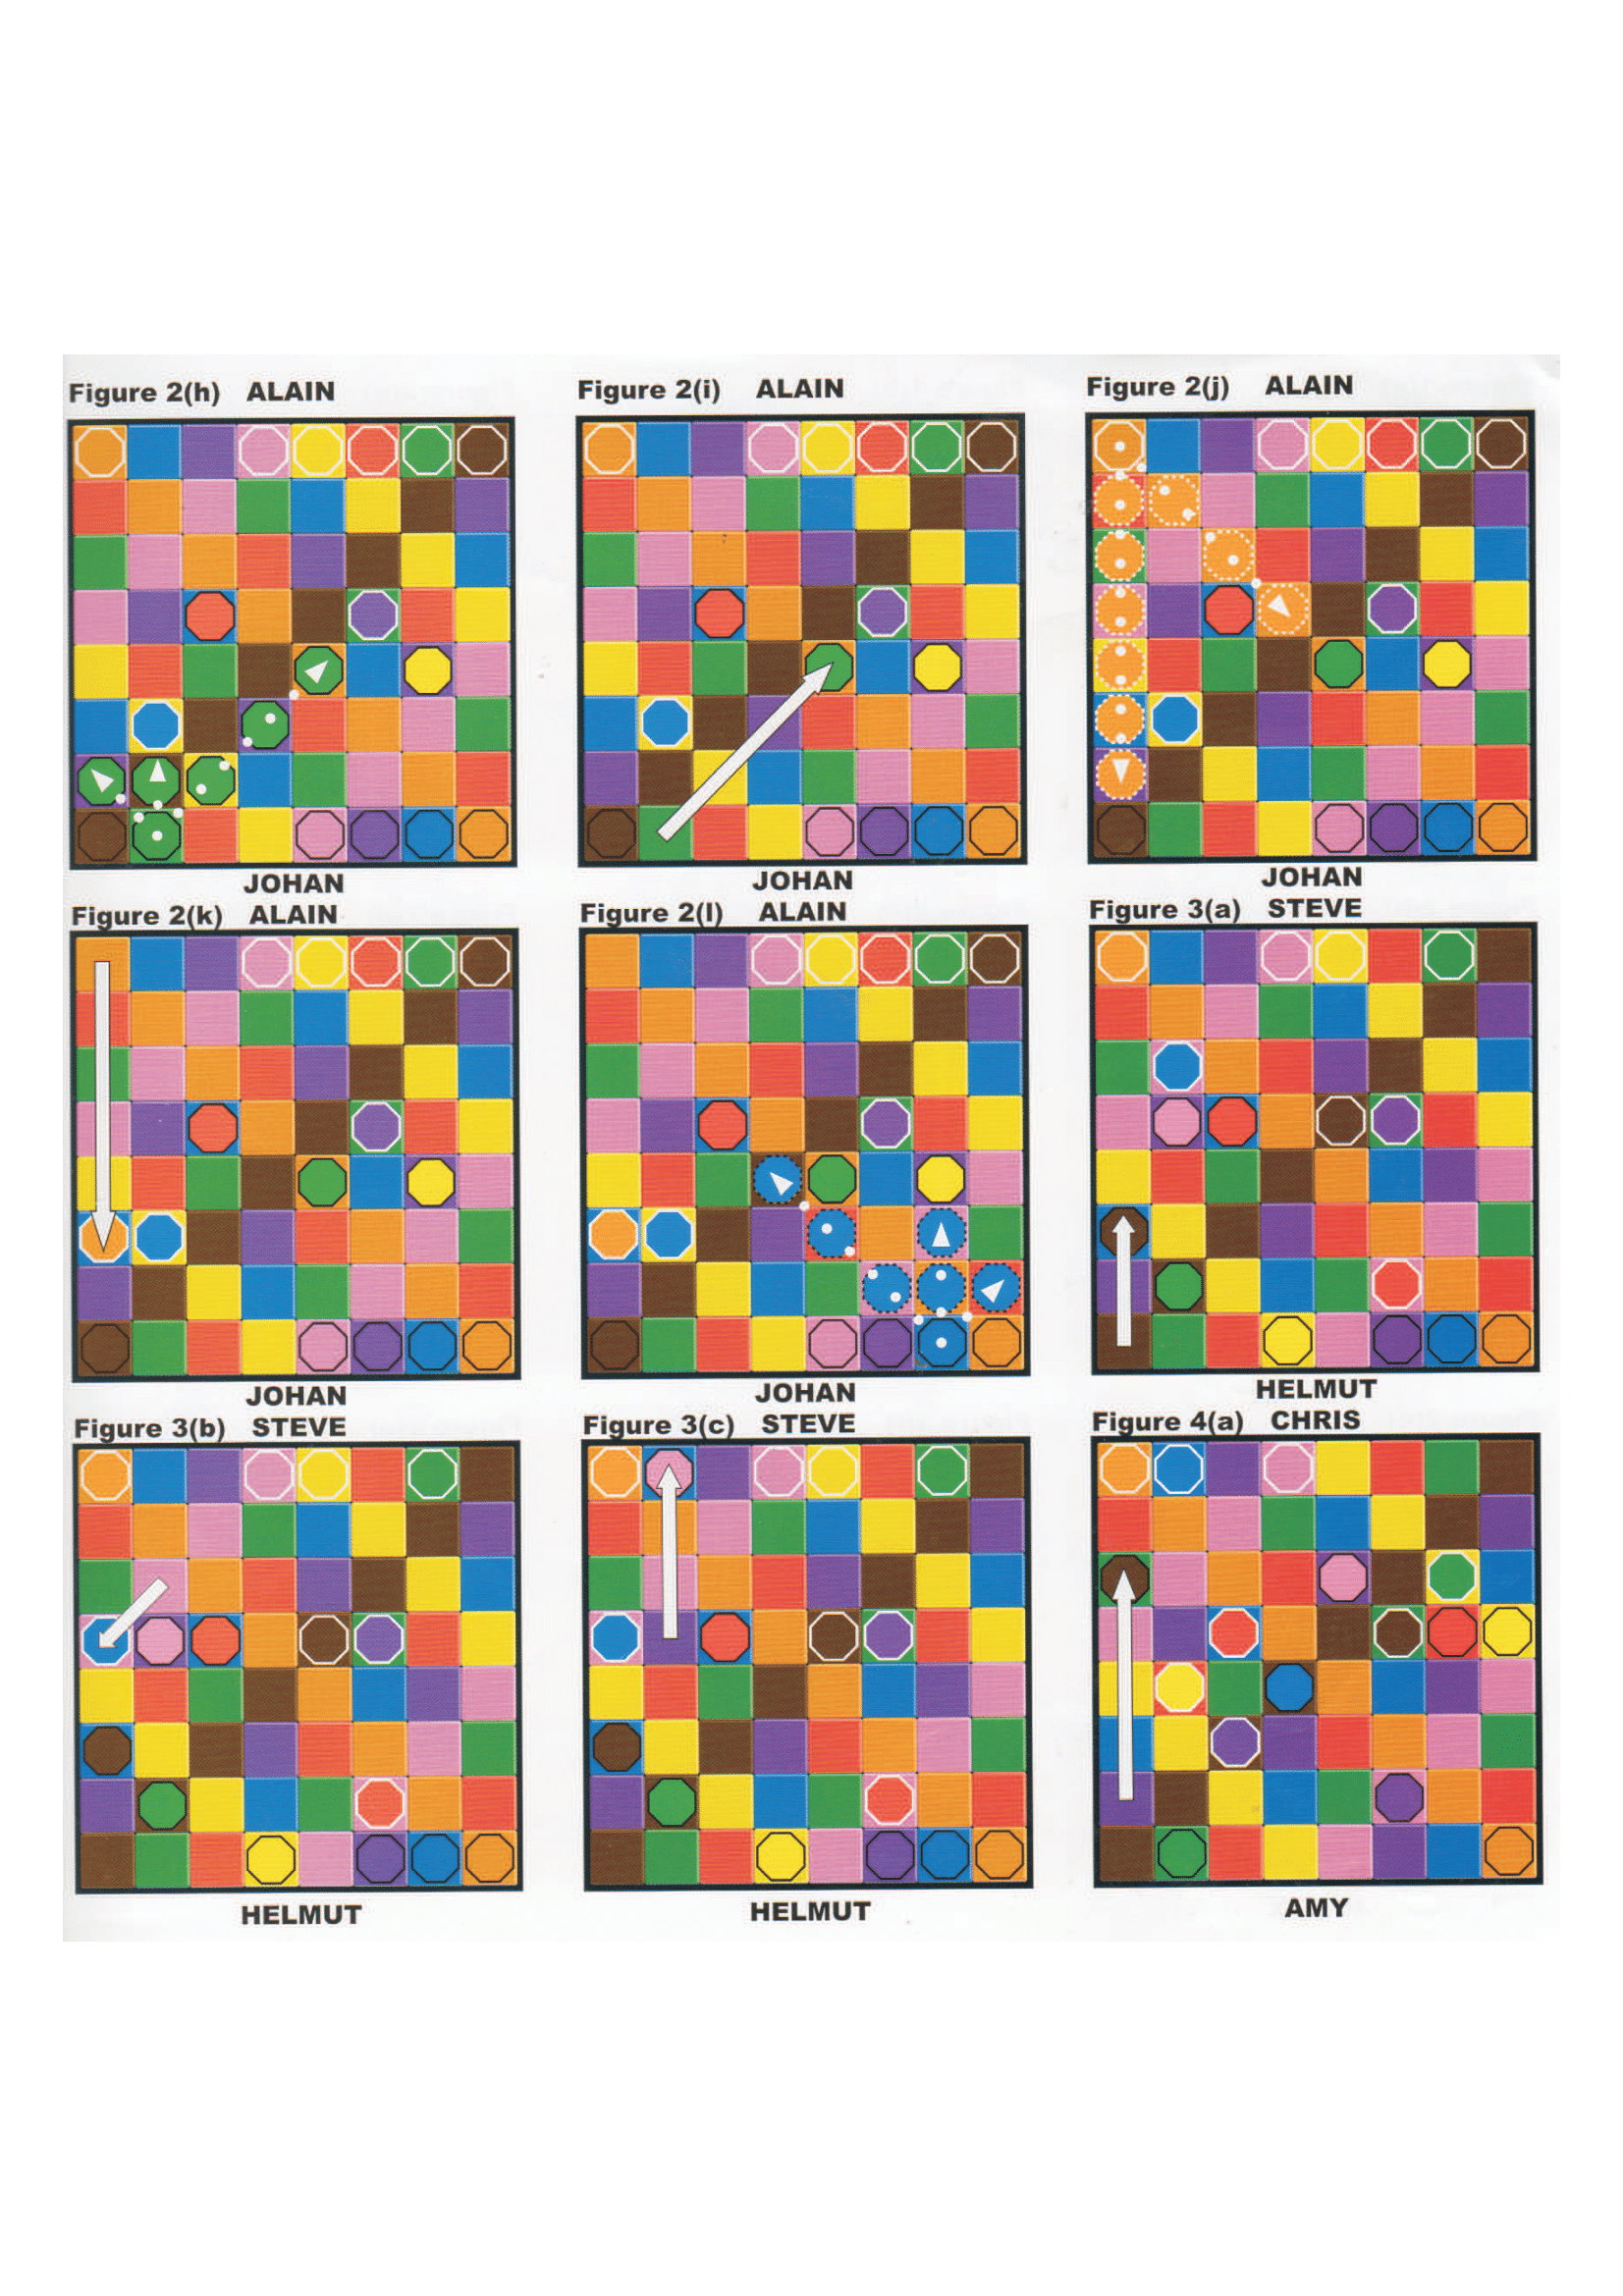 Figure 2(h) ALAIN
Figure 2(i) ALAIN
Figure 2(j) ALAIN
JOHAN
JOHAN
JOHAN
Figure 2(k) ALAIN
Figure 2(l) ALAIN
Figure 3(a) STEVE
JOHAN
JOHAN
HELMUT
Figure 3(b) STEVE
Figure 3(c) STEVE
Figure 4(a) CHRIS
HELMUT
HELMUT
AMY